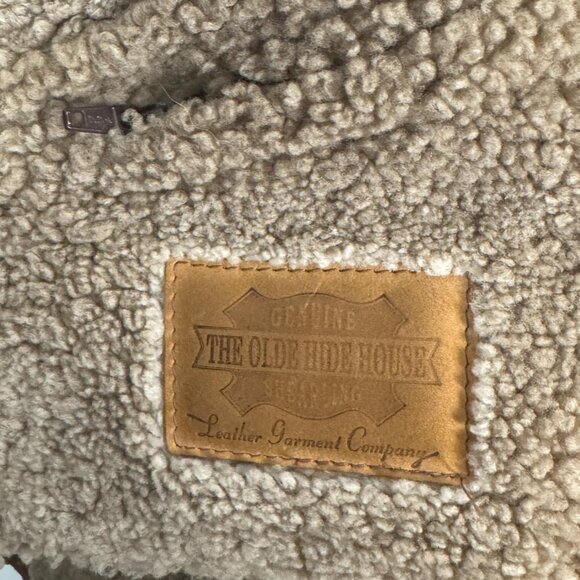 GENUINE
THE OLDE HIDE HOUSE
SHEARLING
Leather Garment Company